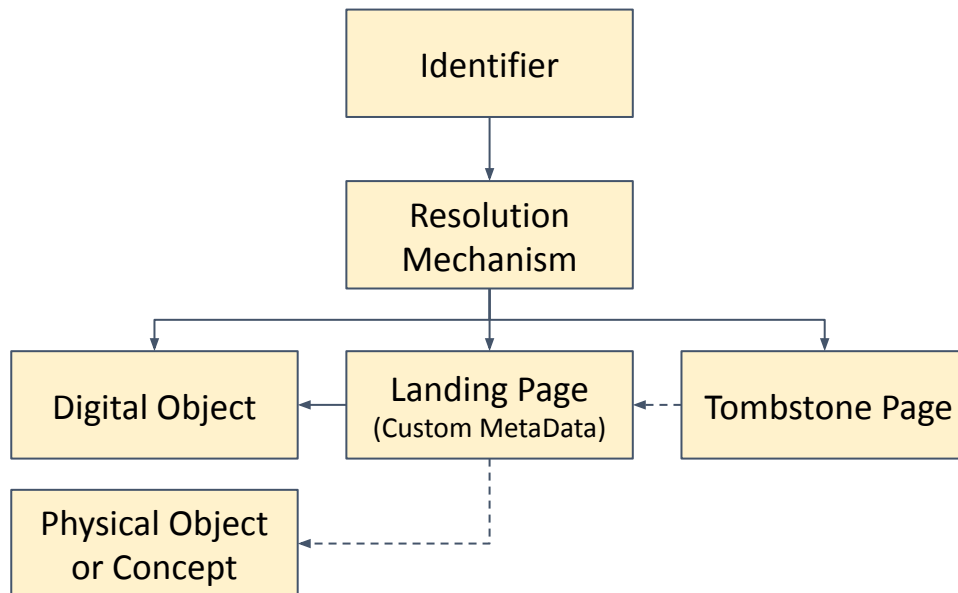 Identifier
Resolution
Mechanism
Digital Object
Landing Page
(Custom MetaData)
Tombstone Page
Physical Object
or Concept